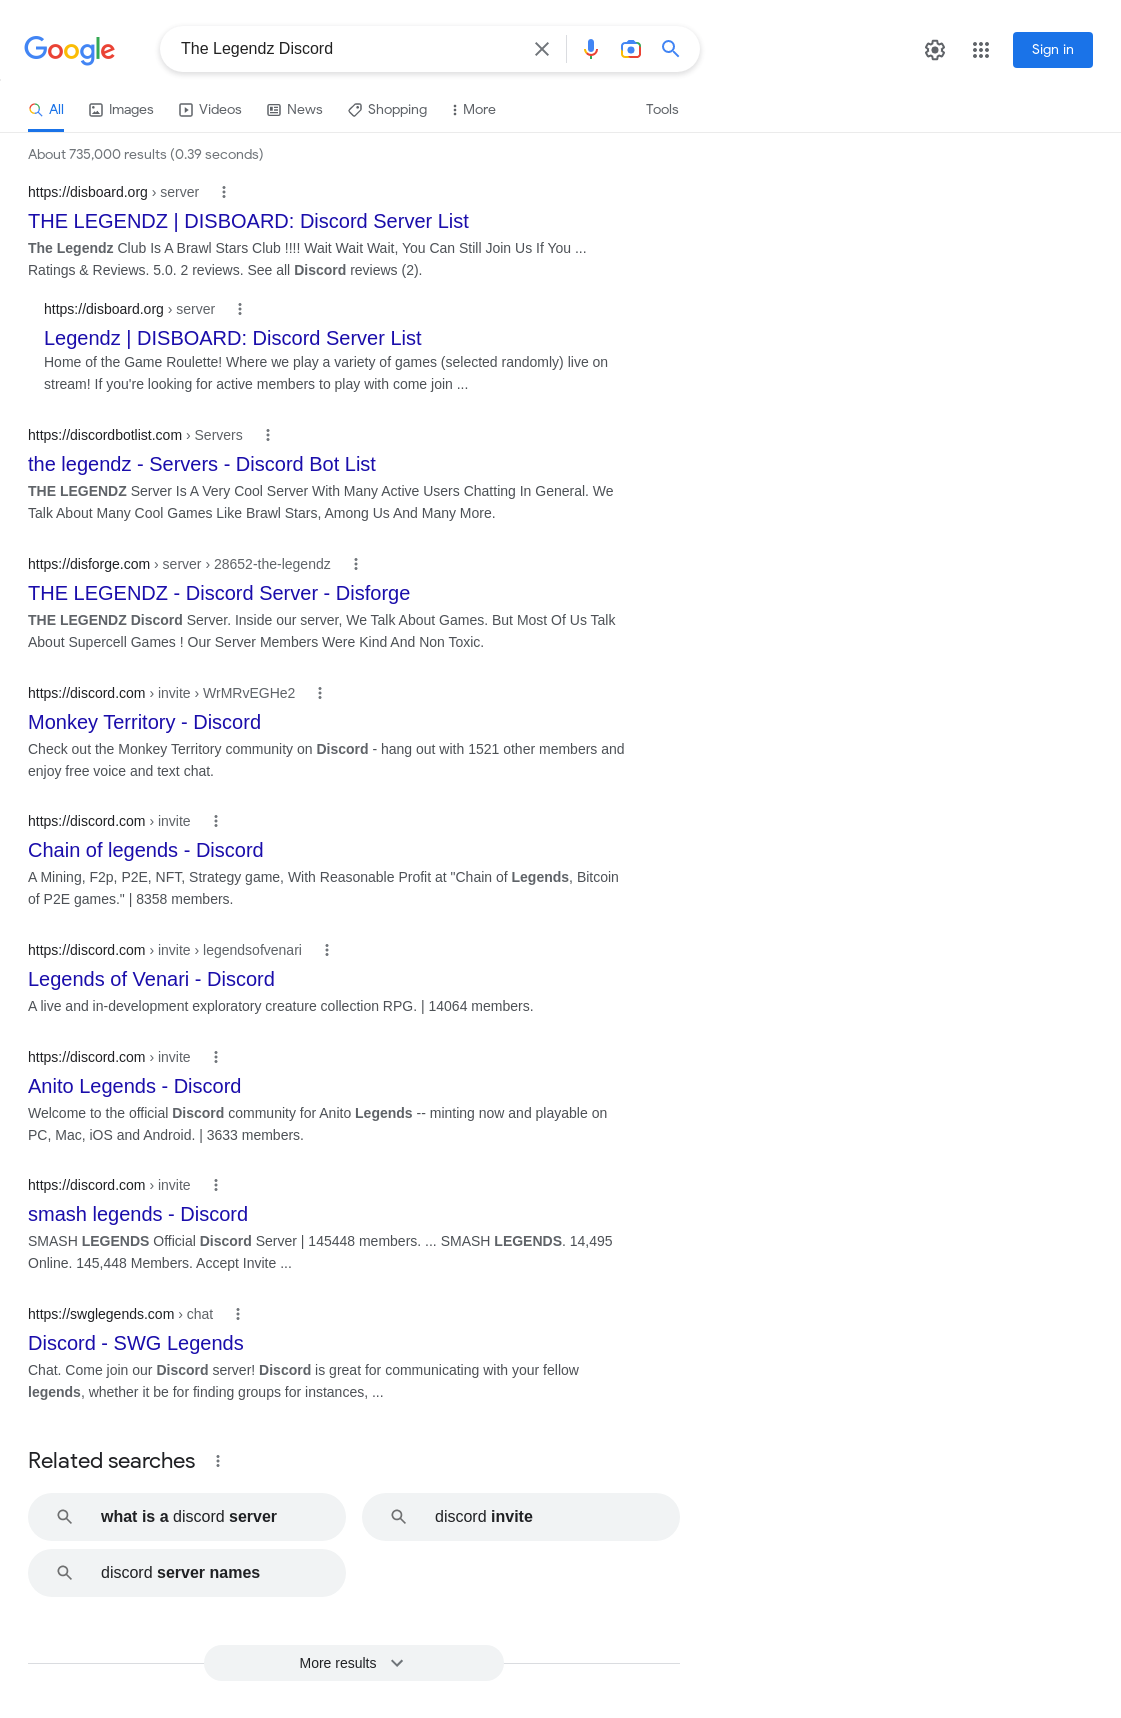 Google
The Legendz Discord
Sign in
All Images Videos News Shopping More Tools
About 735,000 results (0.39 seconds)
https://disboard.org › server
THE LEGENDZ | DISBOARD: Discord Server List
The Legendz Club Is A Brawl Stars Club !!!! Wait Wait Wait, You Can Still Join Us If You ...
Ratings & Reviews. 5.0. 2 reviews. See all Discord reviews (2).
https://disboard.org › server
Legendz | DISBOARD: Discord Server List
Home of the Game Roulette! Where we play a variety of games (selected randomly) live on
stream! If you're looking for active members to play with come join ...
https://discordbotlist.com › Servers
the legendz - Servers - Discord Bot List
THE LEGENDZ Server Is A Very Cool Server With Many Active Users Chatting In General. We
Talk About Many Cool Games Like Brawl Stars, Among Us And Many More.
https://disforge.com › server › 28652-the-legendz
THE LEGENDZ - Discord Server - Disforge
THE LEGENDZ Discord Server. Inside our server, We Talk About Games. But Most Of Us Talk
About Supercell Games ! Our Server Members Were Kind And Non Toxic.
https://discord.com › invite › WrMRvEGHe2
Monkey Territory - Discord
Check out the Monkey Territory community on Discord - hang out with 1521 other members and
enjoy free voice and text chat.
https://discord.com › invite
Chain of legends - Discord
A Mining, F2p, P2E, NFT, Strategy game, With Reasonable Profit at "Chain of Legends, Bitcoin
of P2E games." | 8358 members.
https://discord.com › invite › legendsofvenari
Legends of Venari - Discord
A live and in-development exploratory creature collection RPG. | 14064 members.
https://discord.com › invite
Anito Legends - Discord
Welcome to the official Discord community for Anito Legends -- minting now and playable on
PC, Mac, iOS and Android. | 3633 members.
https://discord.com › invite
smash legends - Discord
SMASH LEGENDS Official Discord Server | 145448 members. ... SMASH LEGENDS. 14,495
Online. 145,448 Members. Accept Invite ...
https://swglegends.com › chat
Discord - SWG Legends
Chat. Come join our Discord server! Discord is great for communicating with your fellow
legends, whether it be for finding groups for instances, ...
Related searches
what is a discord server
discord invite
discord server names
More results